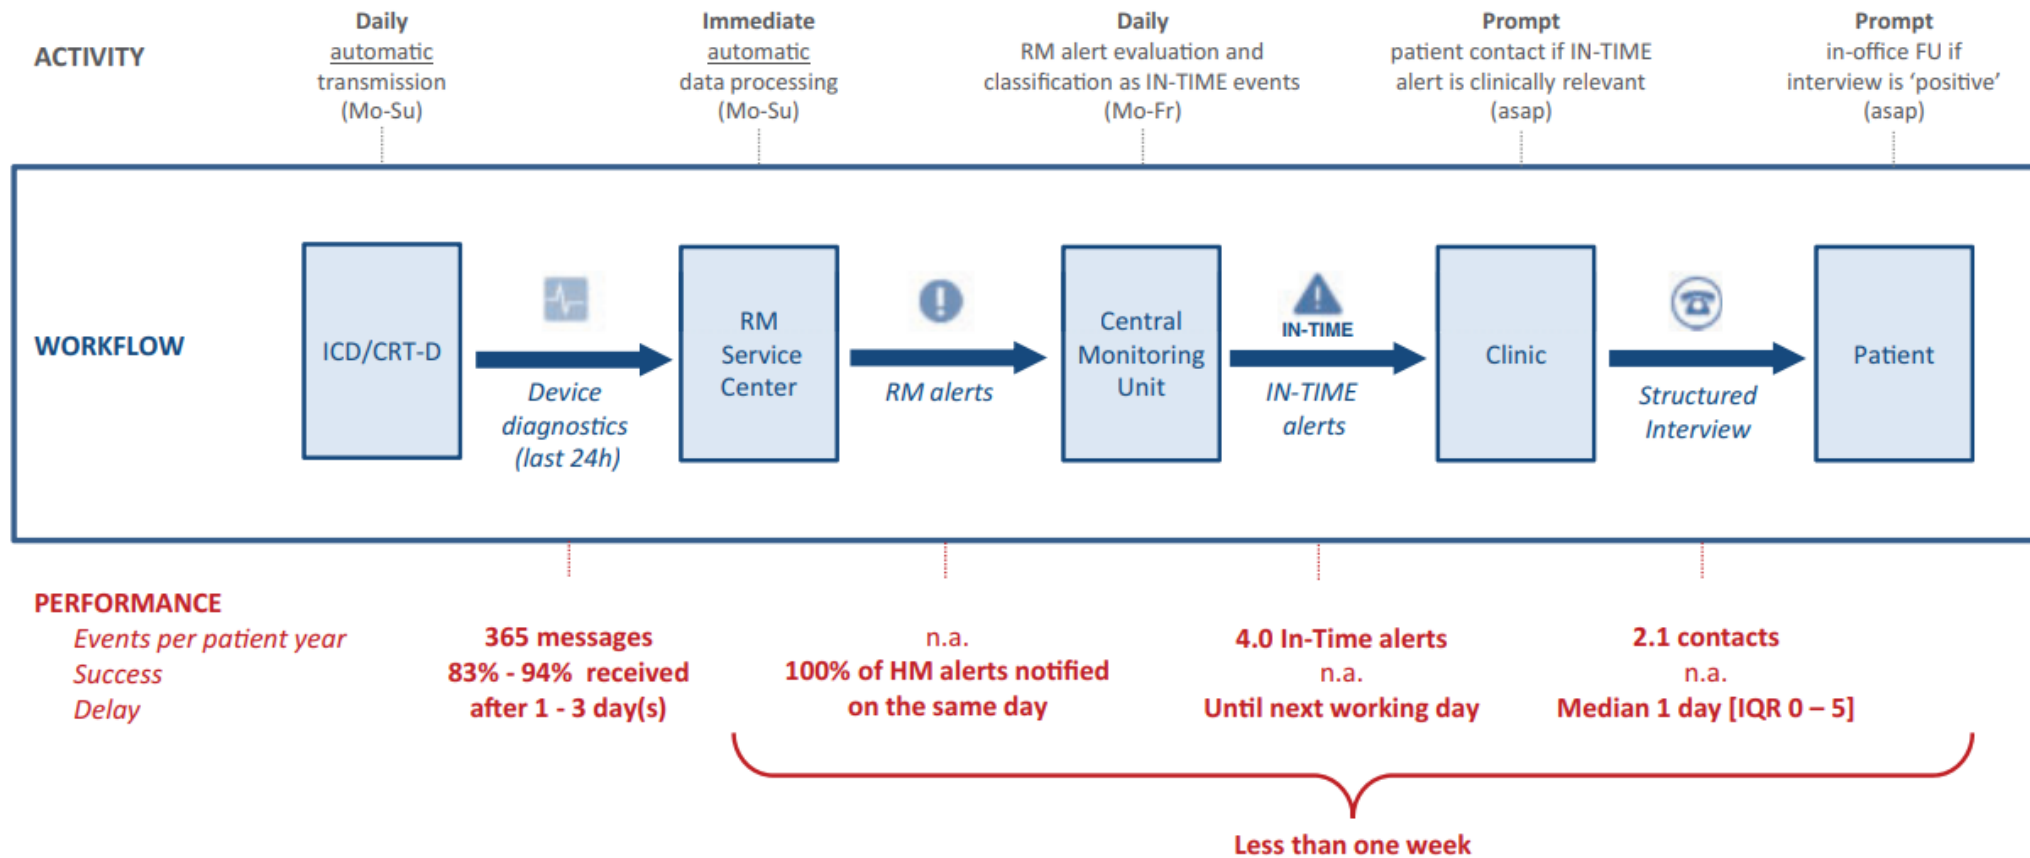 ACTIVITY
Daily
automatic
transmission
(Mo-Su)
Immediate
automatic
data processing
(Mo-Su)
Daily
RM alert evaluation and
classification as IN-TIME events
(Mo-Fr)
Prompt
patient contact if IN-TIME
alert is clinically relevant
(asap)
Prompt
in-office FU if
interview is ‘positive’
(asap)
WORKFLOW
ICD/CRT-D
Device
diagnostics
(last 24h)
RM
Service
Center
RM alerts
Central
Monitoring
Unit
IN-TIME
IN-TIME
alerts
Clinic
Structured
Interview
Patient
PERFORMANCE
Events per patient year
Success
Delay
365 messages
83% - 94% received
after 1 - 3 day(s)
n.a.
100% of HM alerts notified
on the same day
4.0 In-Time alerts
n.a.
Until next working day
2.1 contacts
n.a.
Median 1 day [IQR 0 – 5]
Less than one week